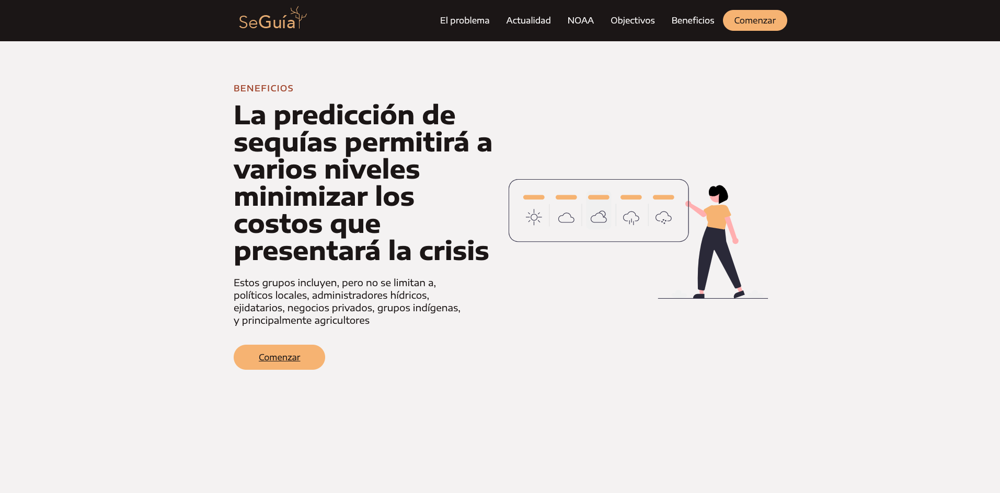 SeGuía
El problema
Actualidad
NOAA
Objectivos
Beneficios
Comenzar
BENEFICIOS
La predicción de
sequías permitirá a
varios niveles
minimizar los
costos que
presentará la crisis
Estos grupos incluyen, pero no se limitan a,
políticos locales, administradores hídricos,
ejidatarios, negocios privados, grupos indígenas,
y principalmente agricultores
Comenzar